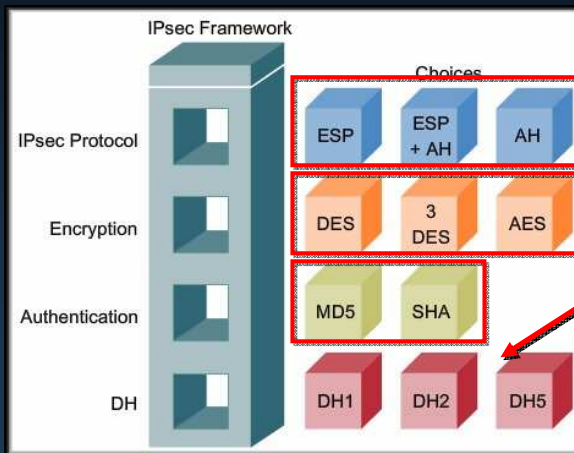 IPsec Framework
Choices
IPsec Protocol
ESP
ESP
+ AH
AH
Encryption
DES
3
DES
AES
Authentication
MD5
SHA
DH
DH1
DH2
DH5